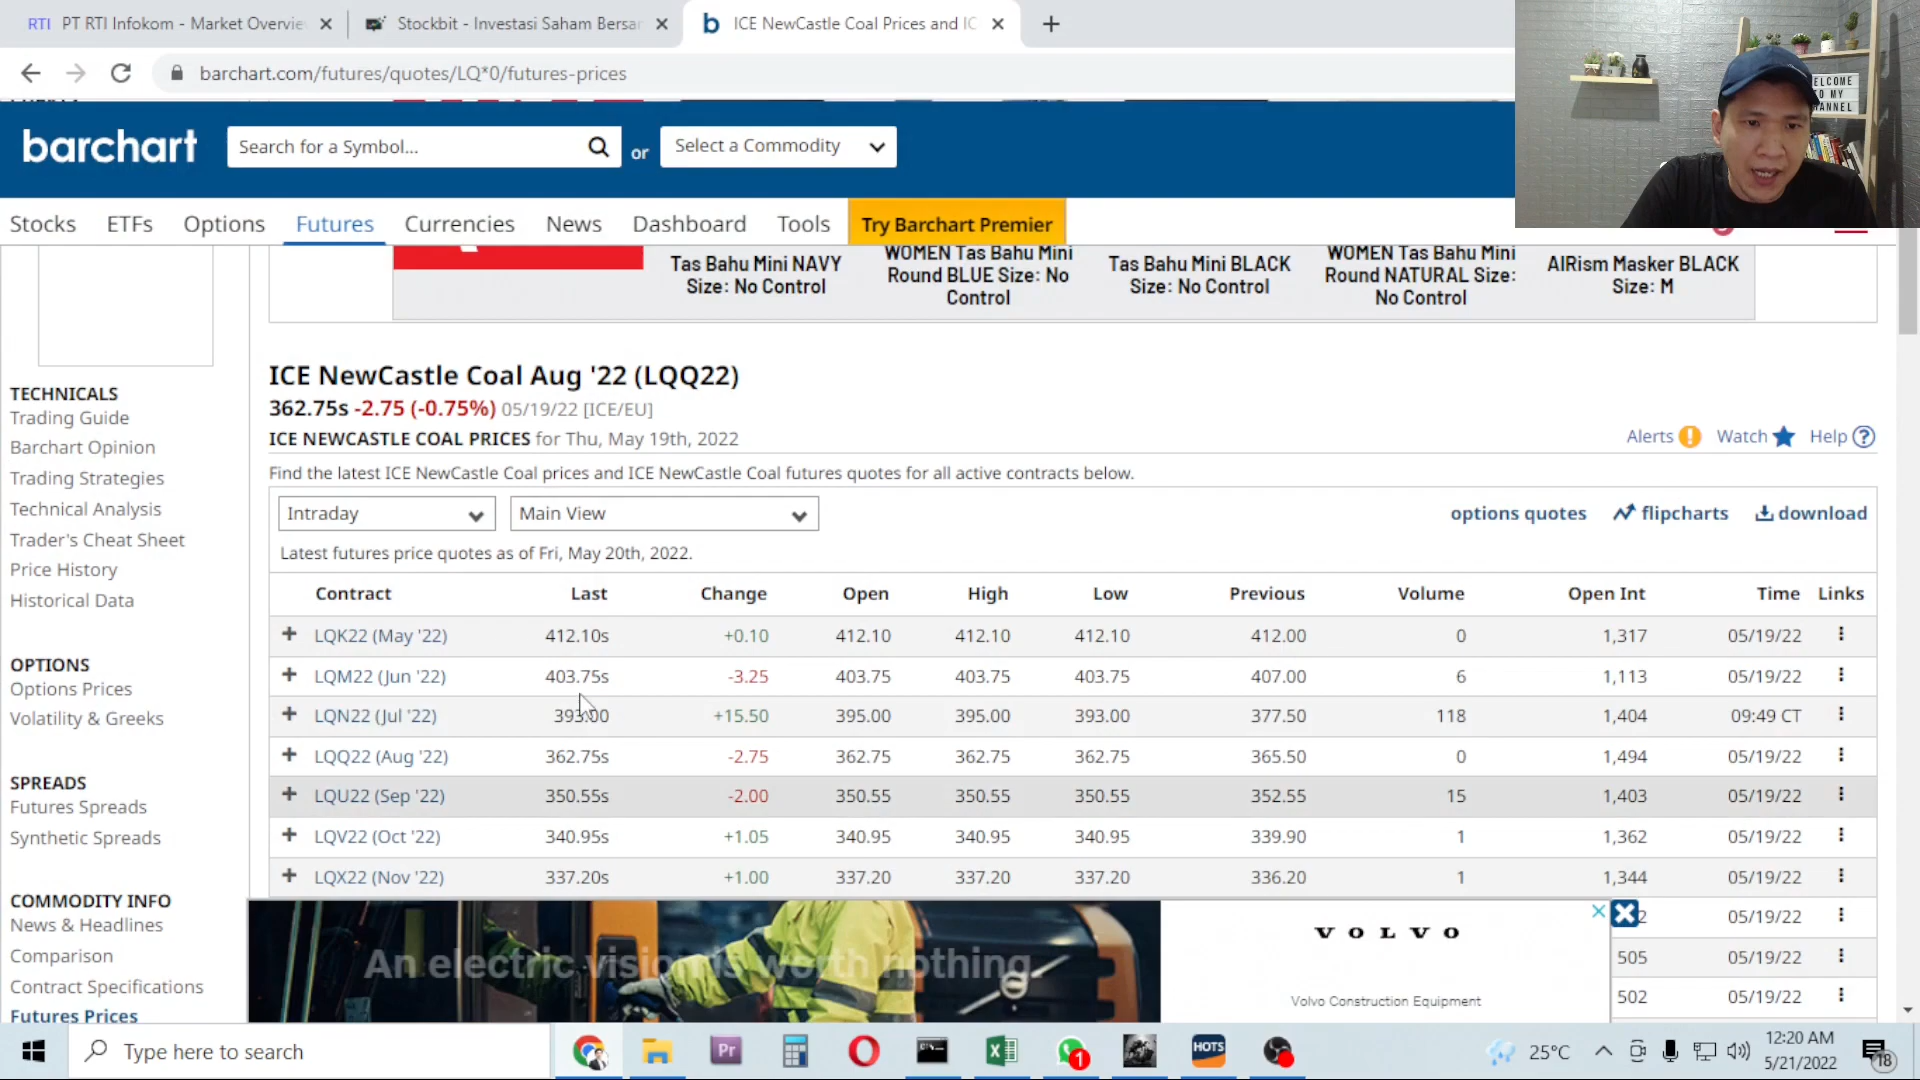 RTI PT RTI Infokom - Market Overvie
Stockbit - Investasi Saham Bersar
b ICE NewCastle Coal Prices and IC
barchart.com/futures/quotes/LQ*0/futures-prices
barchart
Search for a Symbol...
or
Select a Commodity
Stocks ETFs Options Futures Currencies News Dashboard Tools Try Barchart Premier
ELCOME
TO MY
HANNEL
Tas Bahu Mini NAVY
Size: No Control
WOMEN Tas Bahu Mini
Round BLUE Size: No
Control
Tas Bahu Mini BLACK
Size: No Control
WOMEN Tas Bahu Mini
Round NATURAL Size:
No Control
AIRism Masker BLACK
Size: M
TECHNICALS
Trading Guide
Barchart Opinion
Trading Strategies
Technical Analysis
Trader's Cheat Sheet
Price History
Historical Data
OPTIONS
Options Prices
Volatility & Greeks
SPREADS
Futures Spreads
Synthetic Spreads
COMMODITY INFO
News & Headlines
Comparison
Contract Specifications
Futures Prices
ICE NewCastle Coal Aug '22 (LQQ22)
362.75s -2.75 (-0.75%) 05/19/22 [ICE/EU]
ICE NEWCASTLE COAL PRICES for Thu, May 19th, 2022
Alerts ! Watch Help ?
Find the latest ICE NewCastle Coal prices and ICE NewCastle Coal futures quotes for all active contracts below.
Intraday Main View options quotes flipcharts download
Latest futures price quotes as of Fri, May 20th, 2022.
Contract Last Change Open High Low Previous Volume Open Int Time Links
+ LQK22 (May '22) 412.10s +0.10 412.10 412.10 412.10 412.00 0 1,317 05/19/22
+ LQM22 (Jun '22) 403.75s -3.25 403.75 403.75 403.75 407.00 6 1,113 05/19/22
+ LQN22 (Jul '22) 393.00 +15.50 395.00 395.00 393.00 377.50 118 1,404 09:49 CT
+ LQQ22 (Aug '22) 362.75s -2.75 362.75 362.75 362.75 365.50 0 1,494 05/19/22
+ LQU22 (Sep '22) 350.55s -2.00 350.55 350.55 350.55 352.55 15 1,403 05/19/22
+ LQV22 (Oct '22) 340.95s +1.05 340.95 340.95 340.95 339.90 1 1,362 05/19/22
+ LQX22 (Nov '22) 337.20s +1.00 337.20 337.20 337.20 336.20 1 1,344 05/19/22
2 05/19/22
505 05/19/22
502 05/19/22
An electric vision is worth nothing.
VOLVO
Volvo Construction Equipment
Type here to search
Pr
HOTS
1
25°C
12:20 AM
5/21/2022
18